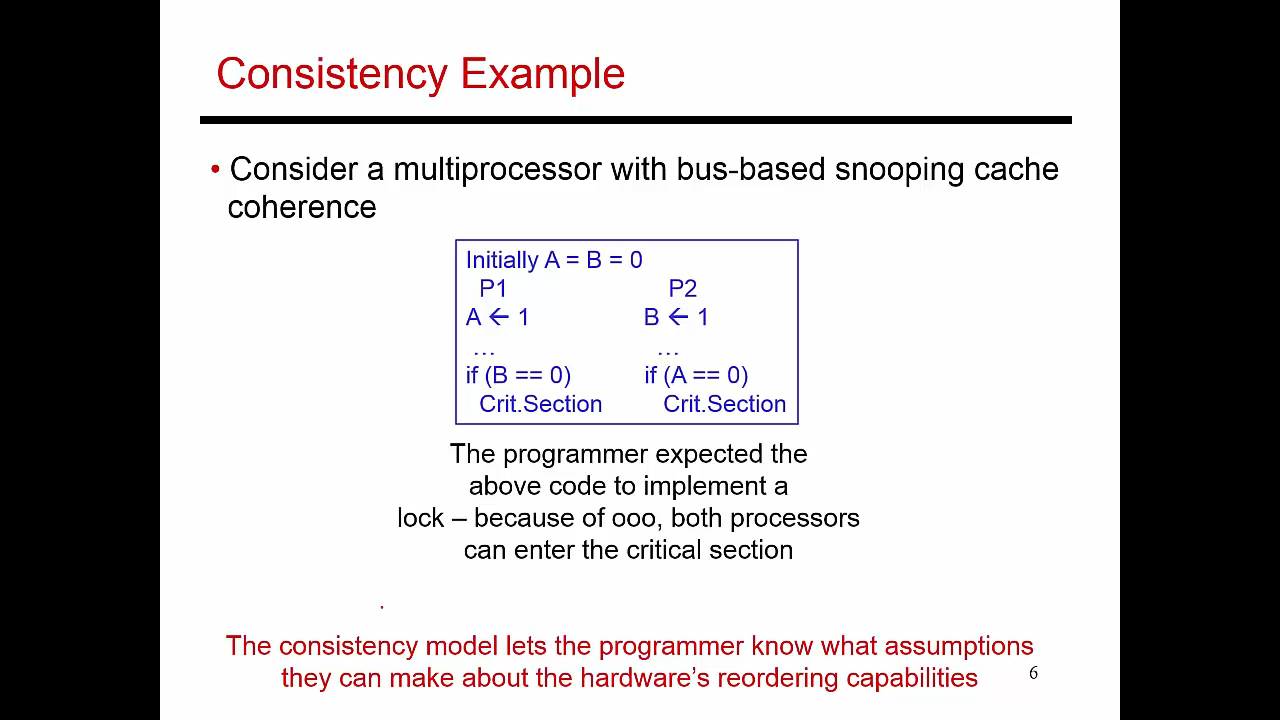 Consistency Example
• Consider a multiprocessor with bus-based snooping cache
coherence
Initially A = B = 0
P1 P2
A ← 1 B ← 1
… …
if (B == 0) if (A == 0)
Crit.Section Crit.Section
The programmer expected the
above code to implement a
lock – because of ooo, both processors
can enter the critical section
The consistency model lets the programmer know what assumptions
they can make about the hardware’s reordering capabilities
6